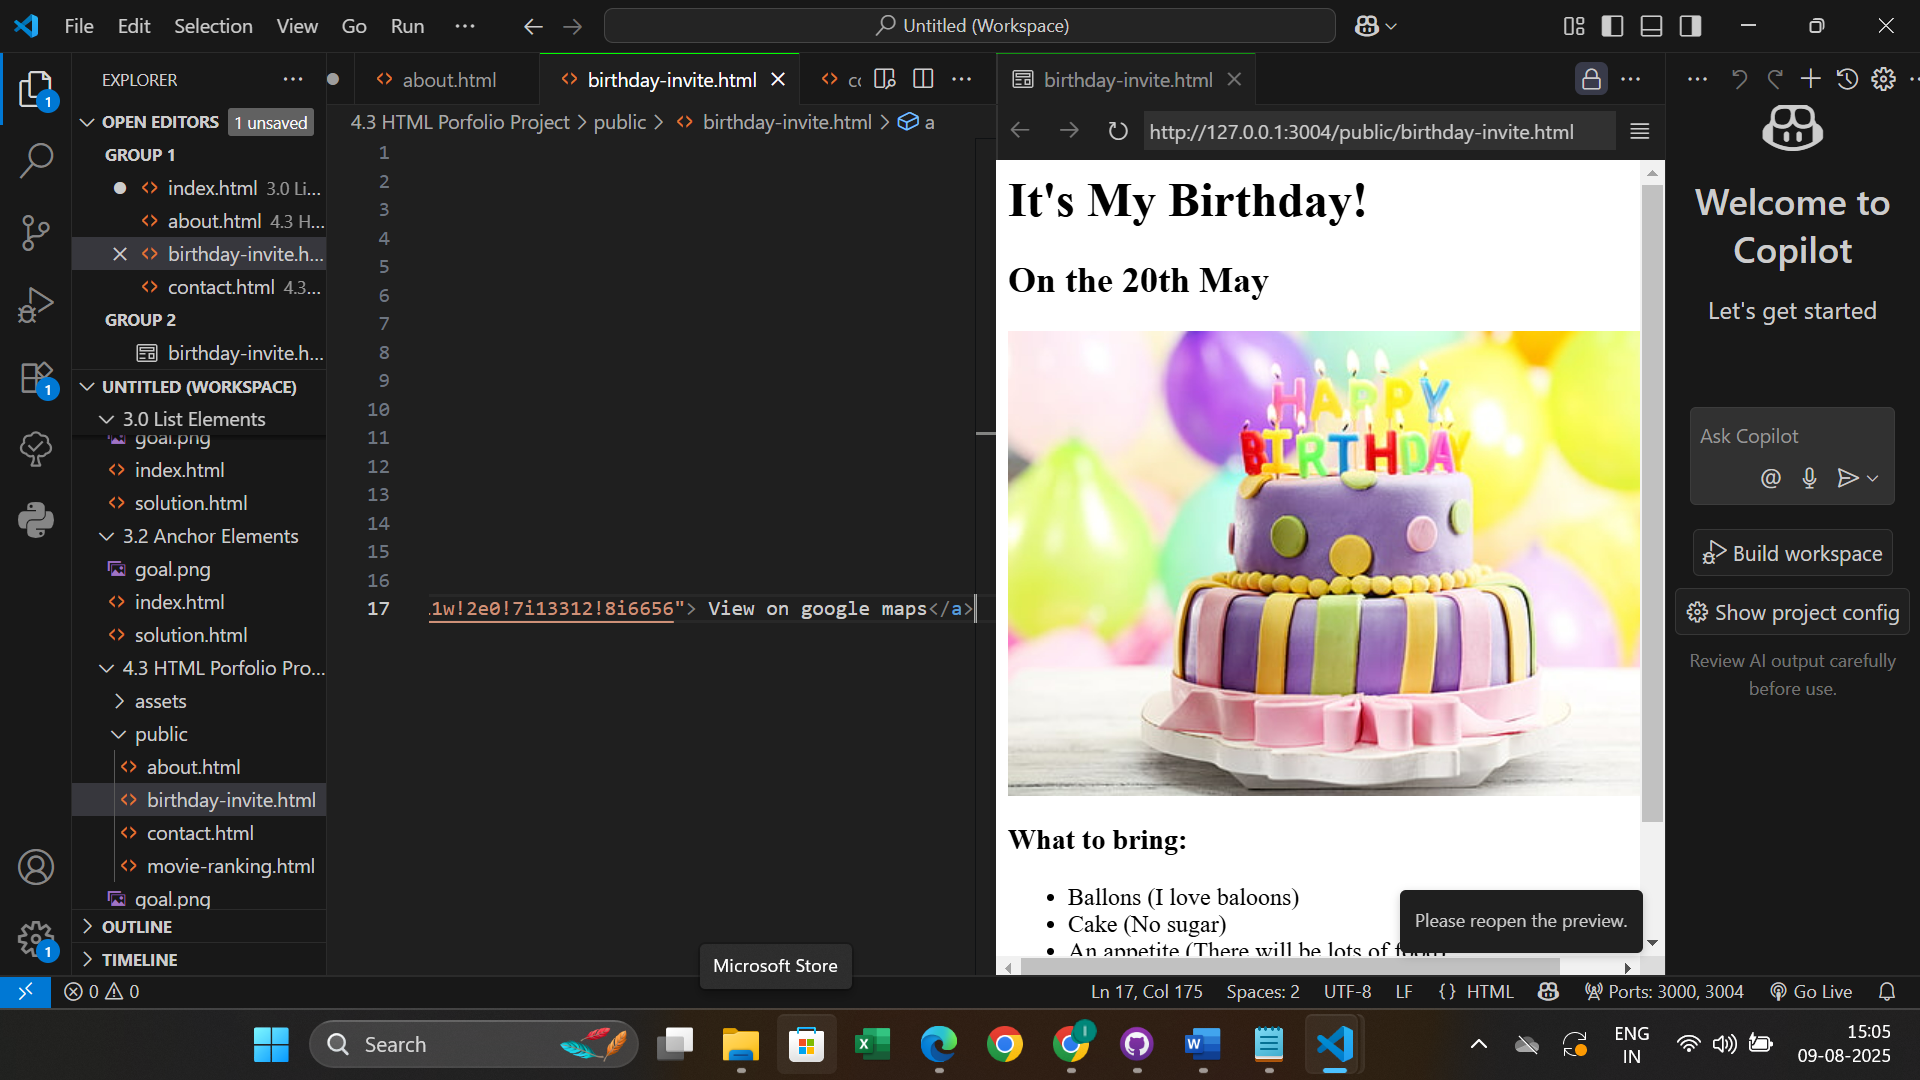 File Edit Selection View Go Run ...
Untitled (Workspace)
EXPLORER
about.html
birthday-invite.html
birthday-invite.html
OPEN EDITORS 1 unsaved
4.3 HTML Porfolio Project > public > birthday-invite.html > a
http://127.0.0.1:3004/public/birthday-invite.html
GROUP 1
index.html 3.0 Li...
about.html 4.3 H...
birthday-invite.h...
contact.html 4.3...
GROUP 2
birthday-invite.h...
UNTITLED (WORKSPACE)
3.0 List Elements
goal.png
index.html
solution.html
3.2 Anchor Elements
goal.png
index.html
solution.html
4.3 HTML Porfolio Pro...
assets
public
about.html
birthday-invite.html
contact.html
movie-ranking.html
goal.png
OUTLINE
TIMELINE
1
1
1
1
2
3
4
5
6
7
8
9
10
11
12
13
14
15
16
17 1w!2e0!7i13312!8i6656"> View on google maps</a>
It's My Birthday!
On the 20th May
HAPPY
BIRTHDAY
What to bring:
• Ballons (I love baloons)
• Cake (No sugar)
• An appetite (There will be lots of food)
Please reopen the preview.
Welcome to
Copilot
Let's get started
Ask Copilot
Build workspace
Show project config
Review AI output carefully
before use.
Microsoft Store
0 0
Ln 17, Col 175 Spaces: 2 UTF-8 LF {} HTML Ports: 3000, 3004 Go Live
Search
ENG
IN
15:05
09-08-2025